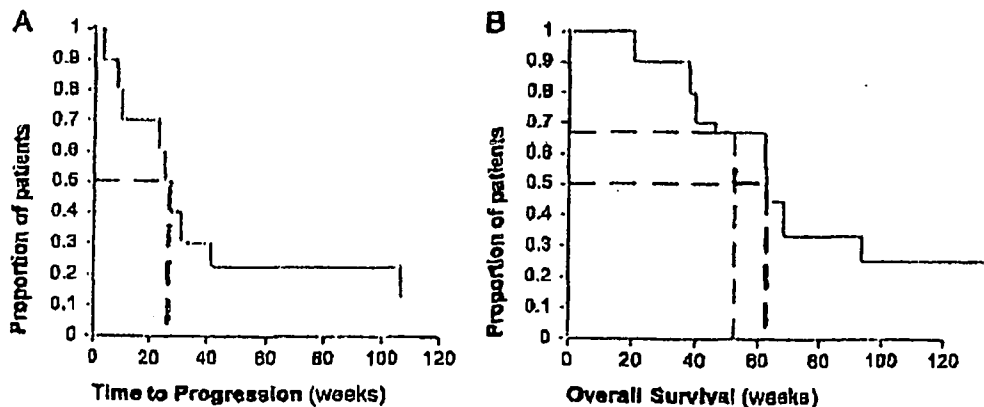 A
Proportion of patients
1
0.9
0.8
0.7
0.6
0.5
0.4
0.3
0.2
0.1
0
0 20 40 60 80 100 120
Time to Progression (weeks)
B
Proportion of patients
1
0.9
0.8
0.7
0.6
0.5
0.4
0.3
0.2
0.1
0
0 20 40 60 80 100 120
Overall Survival (weeks)